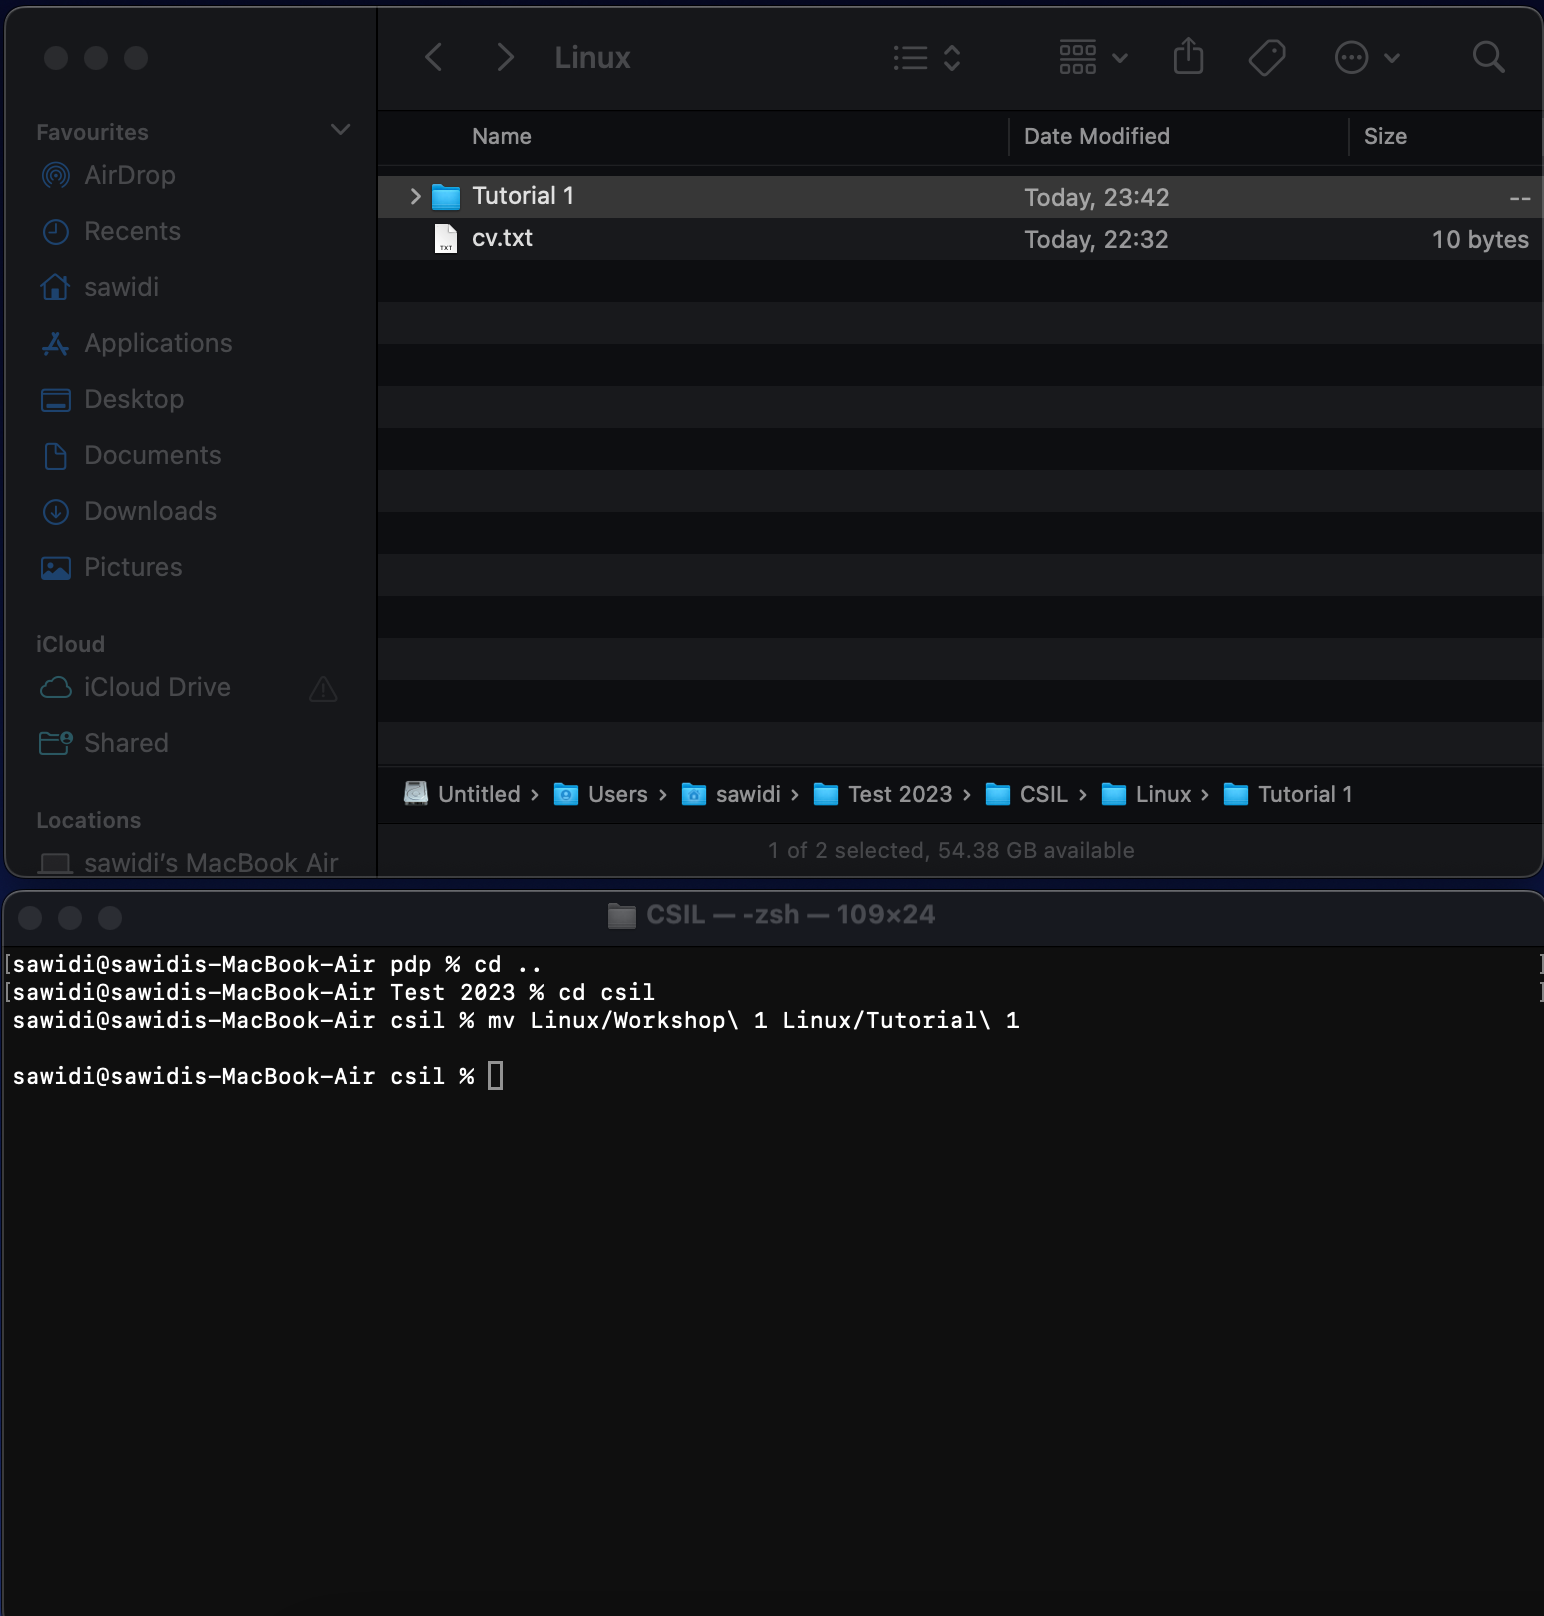 Linux
Favourites
AirDrop
Recents
sawidi
Applications
Desktop
Documents
Downloads
Pictures
iCloud
iCloud Drive
Shared
Locations
sawidi's MacBook Air
Name Date Modified Size
Tutorial 1 Today, 23:42 --
TXT cv.txt Today, 22:32 10 bytes
Untitled › Users › sawidi › Test 2023 › CSIL › Linux › Tutorial 1
1 of 2 selected, 54.38 GB available
CSIL — -zsh — 109×24
[sawidi@sawidis-MacBook-Air pdp % cd .. ]
[sawidi@sawidis-MacBook-Air Test 2023 % cd csil ]
sawidi@sawidis-MacBook-Air csil % mv Linux/Workshop\ 1 Linux/Tutorial\ 1
sawidi@sawidis-MacBook-Air csil %